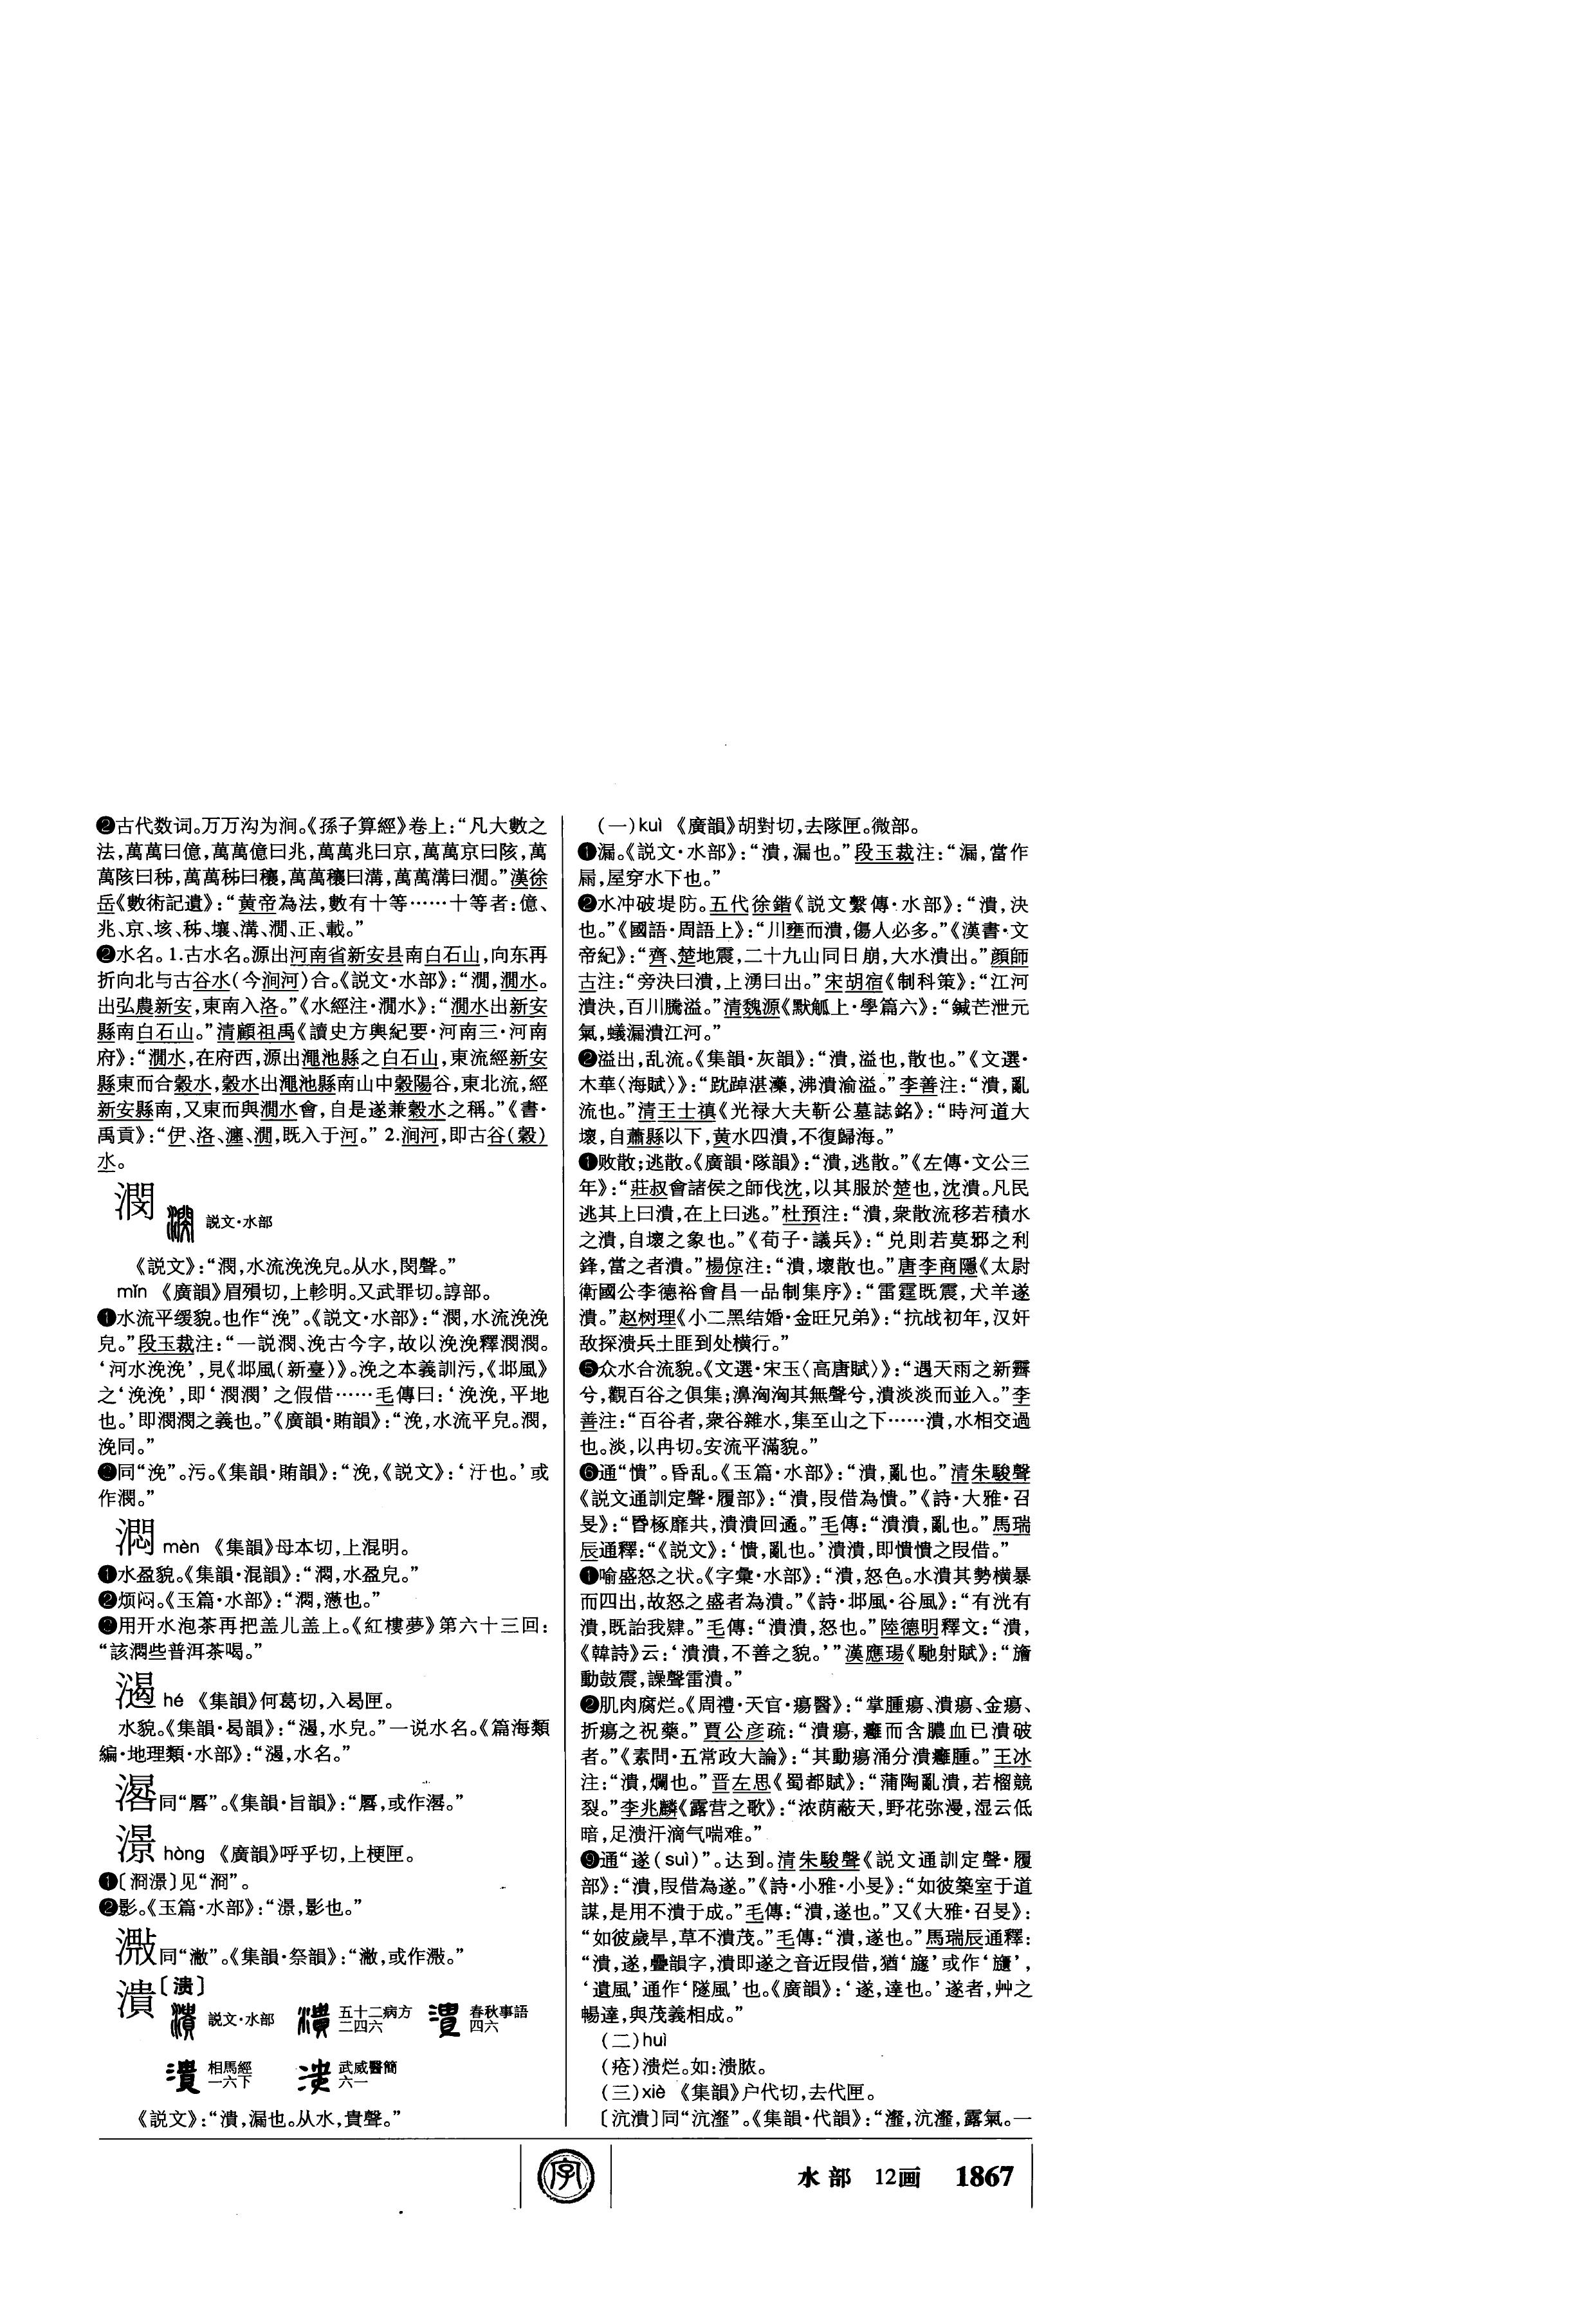 ❷古代数词。万万沟为涧。《孫子算經》卷上:“凡大數之
法,萬萬曰億,萬萬億曰兆,萬萬兆曰京,萬萬京曰陔,萬
萬陔曰秭,萬萬秭曰穰,萬萬穰曰溝,萬萬溝曰澗。”漢徐
岳《數術記遺》:“黄帝為法,數有十等……十等者:億、
兆、京、垓、秭、壤、溝、澗、正、載。”
❷水名。1.古水名。源出河南省新安县南白石山,向东再
折向北与古谷水(今涧河)合。《説文·水部》:“澗,澗水。
出弘農新安,東南入洛。”《水經注·澗水》:“澗水出新安
縣南白石山。”清顧祖禹《讀史方輿紀要·河南三·河南
府》:“澗水,在府西,源出澠池縣之白石山,東流經新安
縣東而合穀水,穀水出澠池縣南山中穀陽谷,東北流,經
新安縣南,又東而與澗水會,自是遂兼穀水之稱。”《書·
禹貢》:“伊、洛、瀍、澗,既入于河。”2.涧河,即古谷(穀)
水。
潣 説文·水部
《説文》:“潣,水流浼浼皃。从水,閔聲。”
mǐn 《廣韻》眉殞切,上軫明。又武罪切。諄部。
❶水流平缓貌。也作“浼”。《説文·水部》:“潣,水流浼浼
皃。”段玉裁注:“一説潣、浼古今字,故以浼浼釋潣潣。
‘河水浼浼’,見《邶風(新臺)》。浼之本義訓污,《邶風》
之‘浼浼’,即‘潣潣’之假借……毛傳曰:‘浼浼,平地
也。’即潣潣之義也。”《廣韻·賄韻》:“浼,水流平皃。潣,
浼同。”
❸同“浼”。污。《集韻·賄韻》:“浼,《説文》:‘汙也。’或
作潣。”
澗 mèn 《集韻》母本切,上混明。
❶水盈貌。《集韻·混韻》:“㵍,水盈皃。”
❷烦闷。《玉篇·水部》:“㵍,懣也。”
❸用开水泡茶再把盖儿盖上。《紅樓夢》第六十三回:
“該㵍些普洱茶喝。”
㵣 hé 《集韻》何葛切,入曷匣。
水貌。《集韻·曷韻》:“㵣,水皃。”一说水名。《篇海類
編·地理類·水部》:“㵣,水名。”
同“厬”。《集韻·旨韻》:“厬,或作漍。”
澋 hòng 《廣韻》呼乎切,上梗匣。
❶〔泂澋〕见“泂”。
❷影。《玉篇·水部》:“澋,影也。”
同“潎”。《集韻·祭韻》:“潎,或作潎。”
潰〔溃〕
説文·水部 五十二病方二四六 春秋事語四六
相馬經一六下 武威醫簡六一
《説文》:“潰,漏也。从水,貴聲。”
(一)kuì 《廣韻》胡對切,去隊匣。微部。
❶漏。《説文·水部》:“潰,漏也。”段玉裁注:“漏,當作
屚,屋穿水下也。”
❷水冲破堤防。五代徐鍇《説文繫傳·水部》:“潰,決
也。”《國語·周語上》:“川壅而潰,傷人必多。”《漢書·文
帝紀》:“齊、楚地震,二十九山同日崩,大水潰出。”顔師
古注:“旁決曰潰,上湧曰出。”宋胡宿《制科策》:“江河
潰決,百川騰溢。”清魏源《默觚上·學篇六》:“鍼芒泄元
氣,蟻漏潰江河。”
❷溢出,乱流。《集韻·灰韻》:“潰,溢也,散也。”《文選·
木華〈海賦〉》:“䟢踔湛㶆,沸潰渝溢。”李善注:“潰,亂
流也。”清王士禛《光禄大夫靳公墓誌銘》:“時河道大
壞,自蕭縣以下,黄水四潰,不復歸海。”
❶败散;逃散。《廣韻·隊韻》:“潰,逃散。”《左傳·文公三
年》:“莊叔會諸侯之師伐沈,以其服於楚也,沈潰。凡民
逃其上曰潰,在上曰逃。”杜預注:“潰,衆散流移若積水
之潰,自壞之象也。”《荀子·議兵》:“兑則若莫邪之利
鋒,當之者潰。”楊倞注:“潰,壞散也。”唐李商隱《太尉
衛國公李德裕會昌一品制集序》:“雷霆既震,犬羊遂
潰。”赵树理《小二黑结婚·金旺兄弟》:“抗战初年,汉奸
敌探溃兵土匪到处横行。”
❺众水合流貌。《文選·宋玉〈高唐賦〉》:“遇天雨之新霽
兮,觀百谷之俱集;濞洶洶其無聲兮,潰淡淡而並入。”李
善注:“百谷者,衆谷雜水,集至山之下……潰,水相交過
也。淡,以冉切。安流平滿貌。”
❻通“憒”。昏乱。《玉篇·水部》:“潰,亂也。”清朱駿聲
《説文通訓定聲·履部》:“潰,叚借為憒。”《詩·大雅·召
旻》:“昬椓靡共,潰潰回遹。”毛傳:“潰潰,亂也。”馬瑞
辰通釋:“《説文》:‘憒,亂也。’潰潰,即憒憒之叚借。”
❶喻盛怒之状。《字彙·水部》:“潰,怒色。水潰其勢横暴
而四出,故怒之盛者為潰。”《詩·邶風·谷風》:“有洸有
潰,既詒我肄。”毛傳:“潰潰,怒也。”陸德明釋文:“潰,
《韓詩》云:‘潰潰,不善之貌。’”漢應瑒《馳射賦》:“旝
動鼓震,譟聲雷潰。”
❷肌肉腐烂。《周禮·天官·瘍醫》:“掌腫瘍、潰瘍、金瘍、
折瘍之祝藥。”賈公彦疏:“潰瘍,癰而含膿血已潰破
者。”《素問·五常政大論》:“其動瘍涌分潰癰腫。”王冰
注:“潰,爛也。”晋左思《蜀都賦》:“蒲陶亂潰,若榴競
裂。”李兆麟《露营之歌》:“浓荫蔽天,野花弥漫,湿云低
暗,足溃汗滴气喘难。”
❾通“遂(suì)”。达到。清朱駿聲《説文通訓定聲·履
部》:“潰,叚借為遂。”《詩·小雅·小旻》:“如彼築室于道
謀,是用不潰于成。”毛傳:“潰,遂也。”又《大雅·召旻》:
“如彼歲旱,草不潰茂。”毛傳:“潰,遂也。”馬瑞辰通釋:
“潰,遂,疊韻字,潰即遂之音近叚借,猶‘旞’或作‘䍁’,
‘遺風’通作‘隧風’也。《廣韻》:‘遂,達也。’遂者,艸之
暢達,與茂義相成。”
(二)huì
(疮)溃烂。如:溃脓。
(三)xiè 《集韻》户代切,去代匣。
〔沆潰〕同“沆瀣”。《集韻·代韻》:“瀣,沆瀣,露氣。一
字
水部 12画 1867